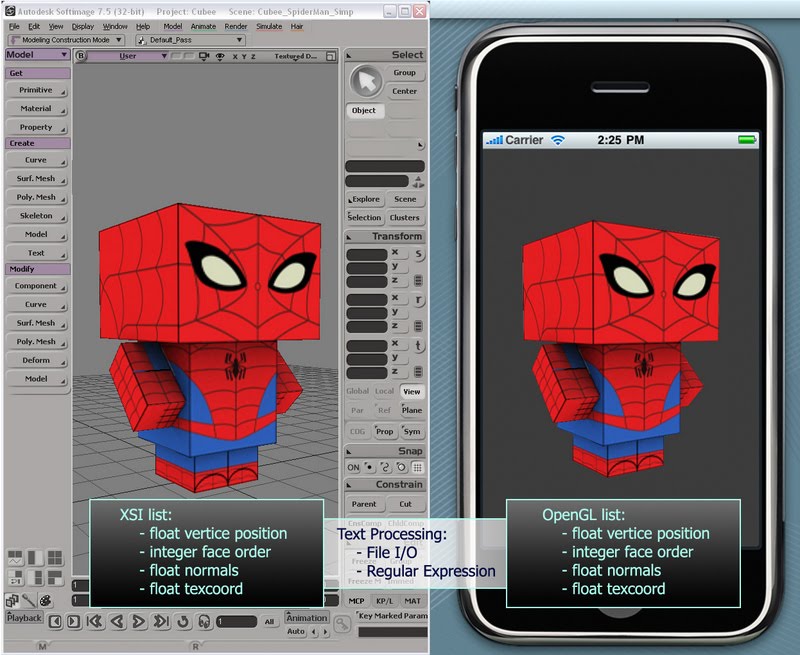 Autodesk Softimage 7.5 (32-bit) Project: Cubee Scene: Cubee_SpiderMan_Simp
File Edit View Display Window Help Model Animate Render Simulate Hair
Modeling Construction Mode Default_Pass
Model
B User X Y Z Textured D...
Get
Primitive
Material
Property
Create
Curve
Surf. Mesh
Poly. Mesh
Skeleton
Model
Text
Modify
Component
Curve
Surf. Mesh
Poly. Mesh
Deform
Model
Select
Group
Center
Object
Explore Scene
Selection Clusters
Transform
x s
y
z
x r
y
z
x t
y
z
Global Local View
Par Ref Plane
COG Prop Sym
Snap
ON
Constrain
Parent Cut
CnsComp ChldComp
MCP KP/L MAT
Key Marked Param
Playback
1
All
Animation
Auto
M
R
Carrier 2:25 PM
XSI list:
- float vertice position
- integer face order
- float normals
- float texcoord
Text Processing:
- File I/O
- Regular Expression
OpenGL list:
- float vertice position
- integer face order
- float normals
- float texcoord